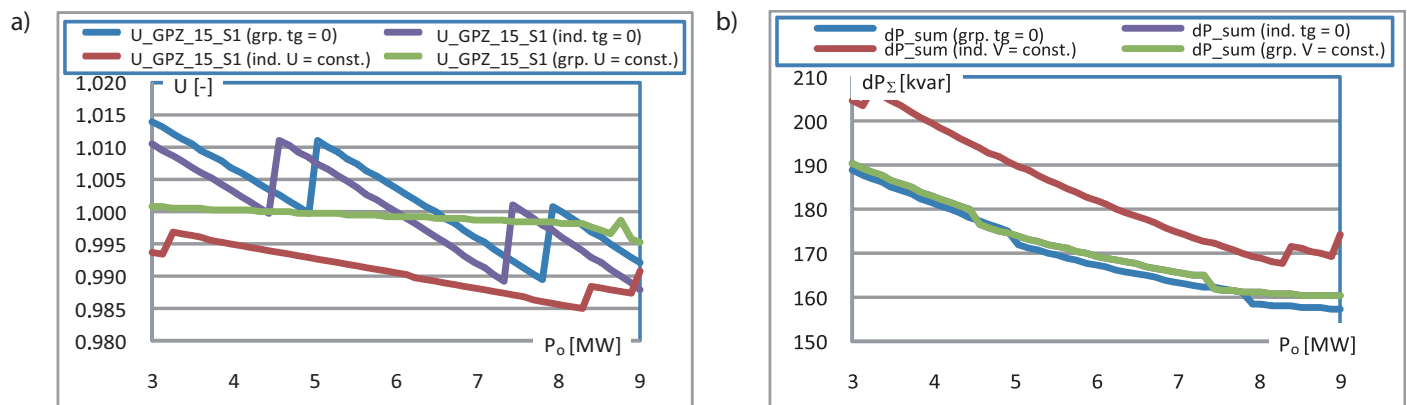 a)
U_GPZ_15_S1 (grp. tg = 0)
U_GPZ_15_S1 (ind. tg = 0)
U_GPZ_15_S1 (ind. U = const.)
U_GPZ_15_S1 (grp. U = const.)
U [-]
1.020
1.015
1.010
1.005
1.000
0.995
0.990
0.985
0.980
Po [MW]
3 4 5 6 7 8 9
b)
dP_sum (grp. tg = 0)
dP_sum (ind. tg = 0)
dP_sum (ind. V = const.)
dP_sum (grp. V = const.)
dPΣ [kvar]
210
200
190
180
170
160
150
Po [MW]
3 4 5 6 7 8 9